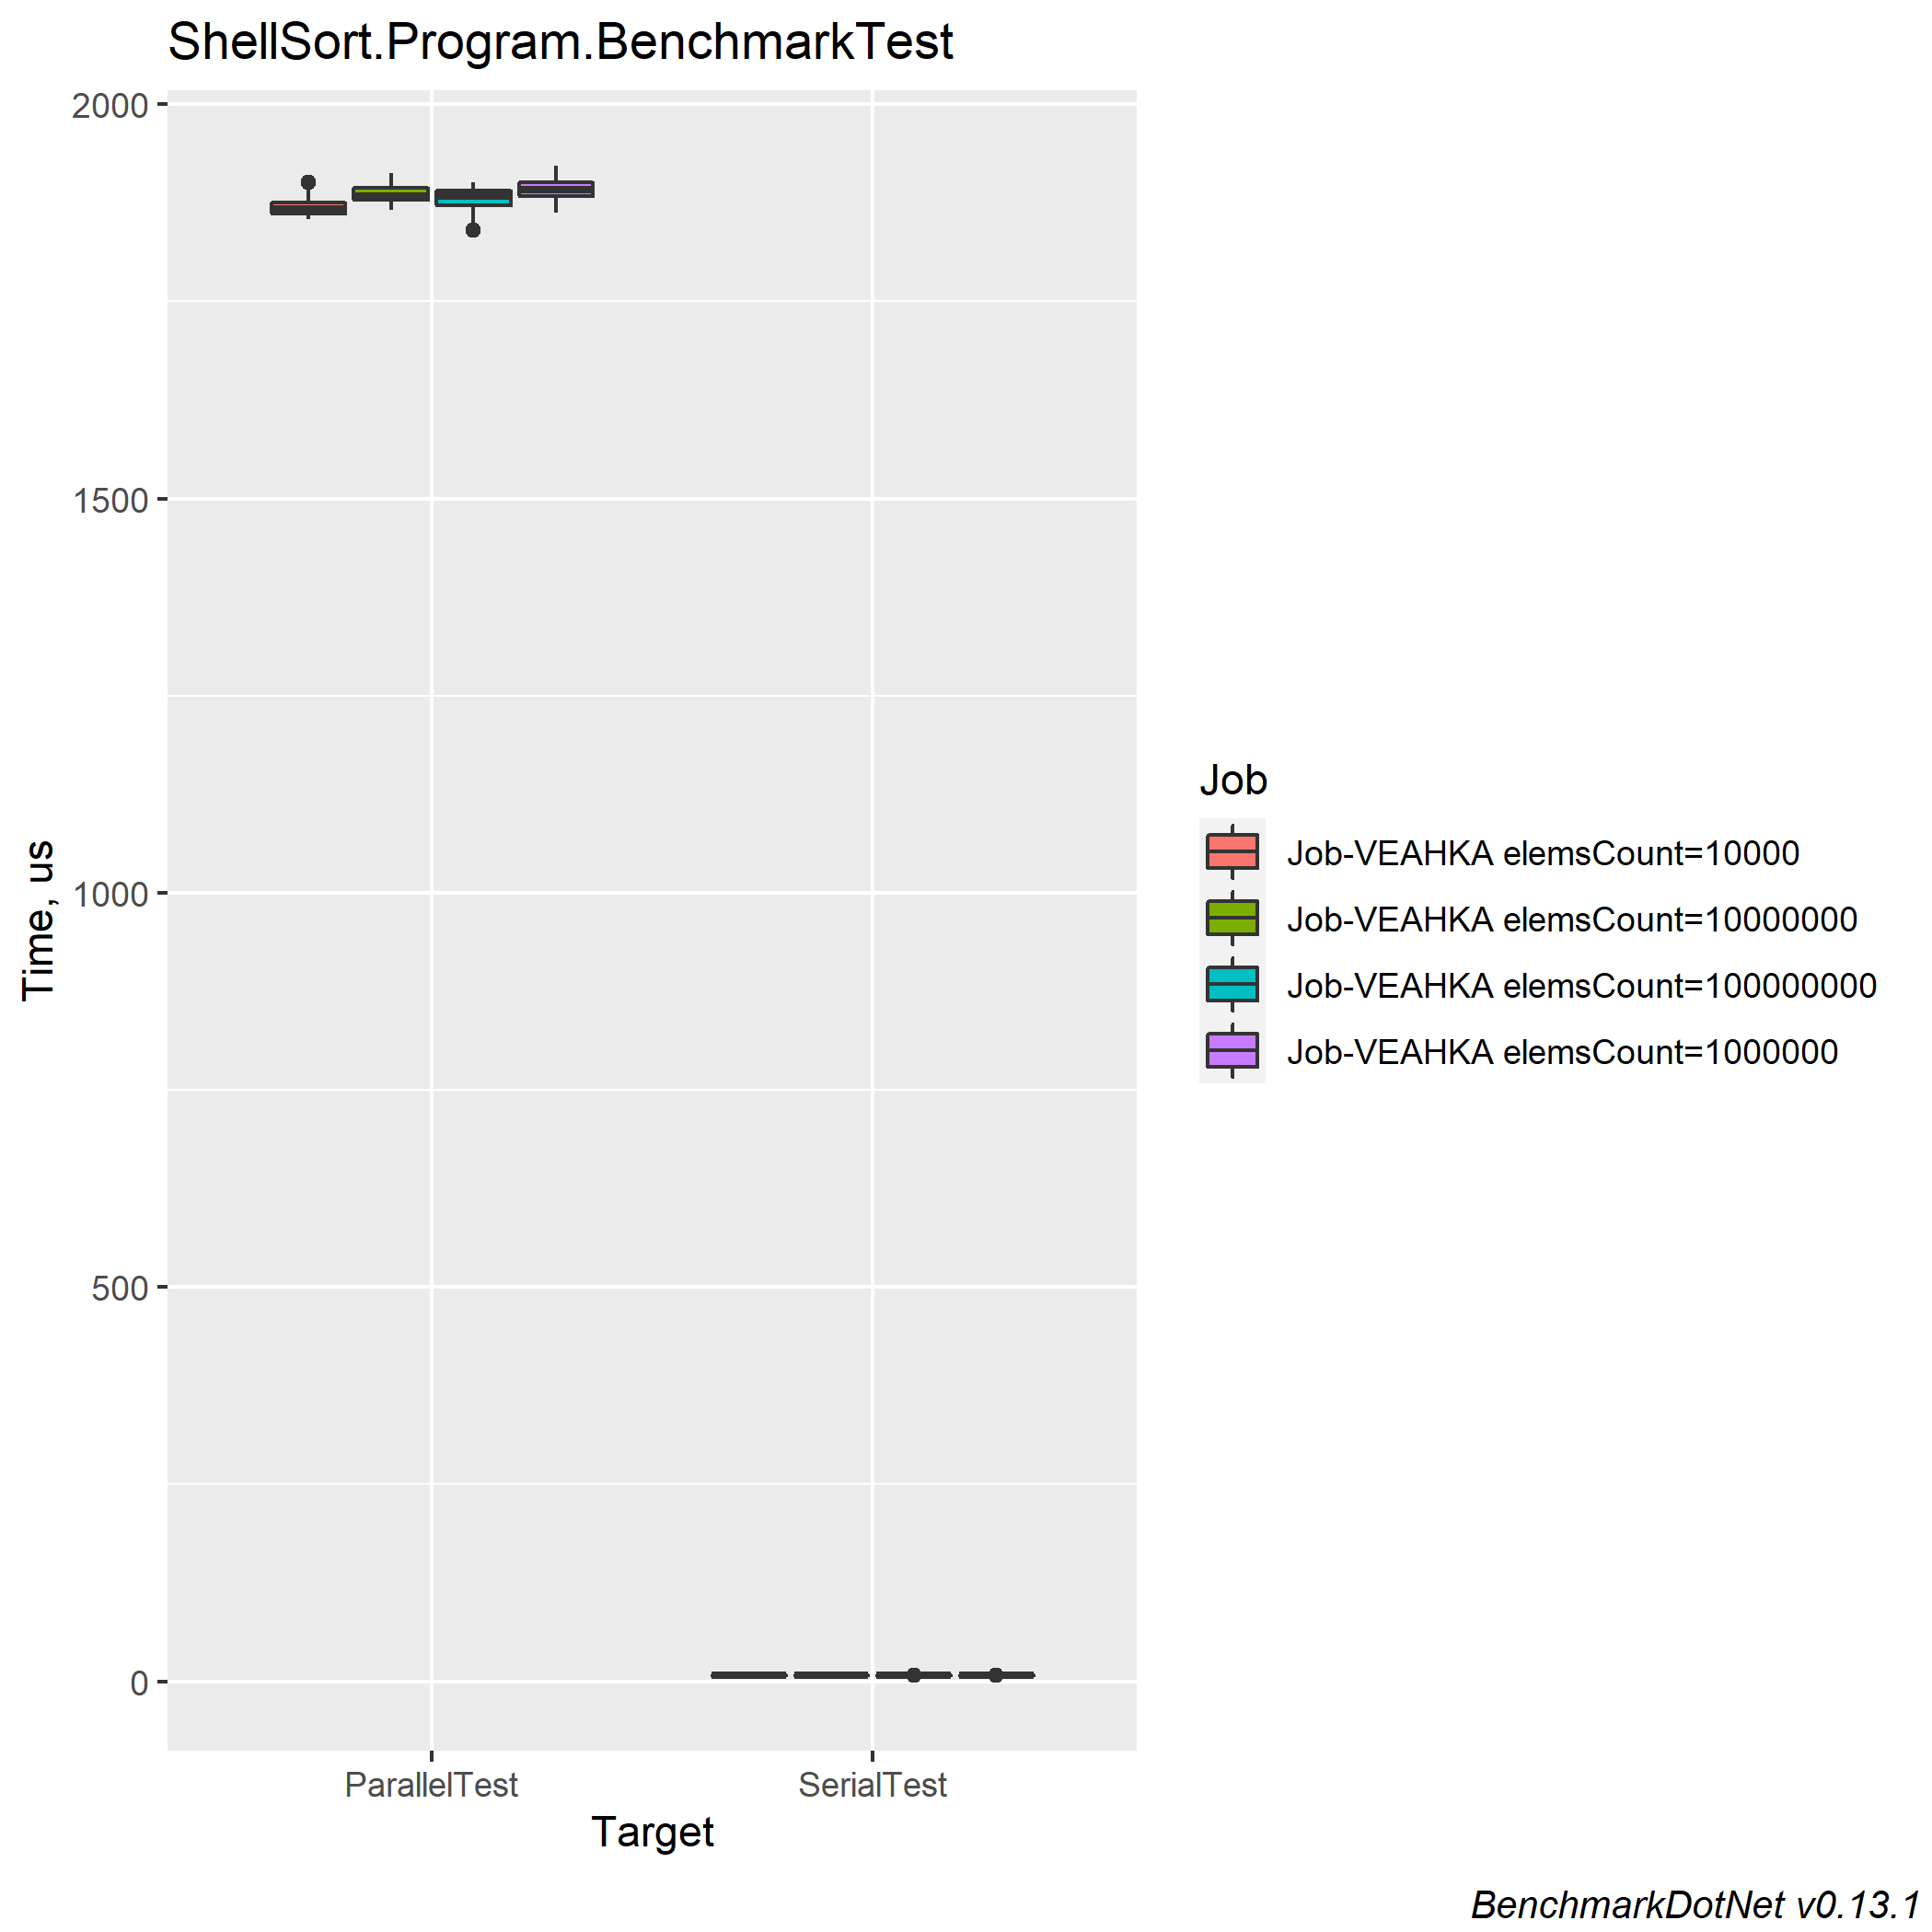 ShellSort.Program.BenchmarkTest
2000
1500
1000
500
0
Time, us
ParallelTest
SerialTest
Target
Job
Job-VEAHKA elemsCount=10000
Job-VEAHKA elemsCount=10000000
Job-VEAHKA elemsCount=100000000
Job-VEAHKA elemsCount=1000000
BenchmarkDotNet v0.13.1